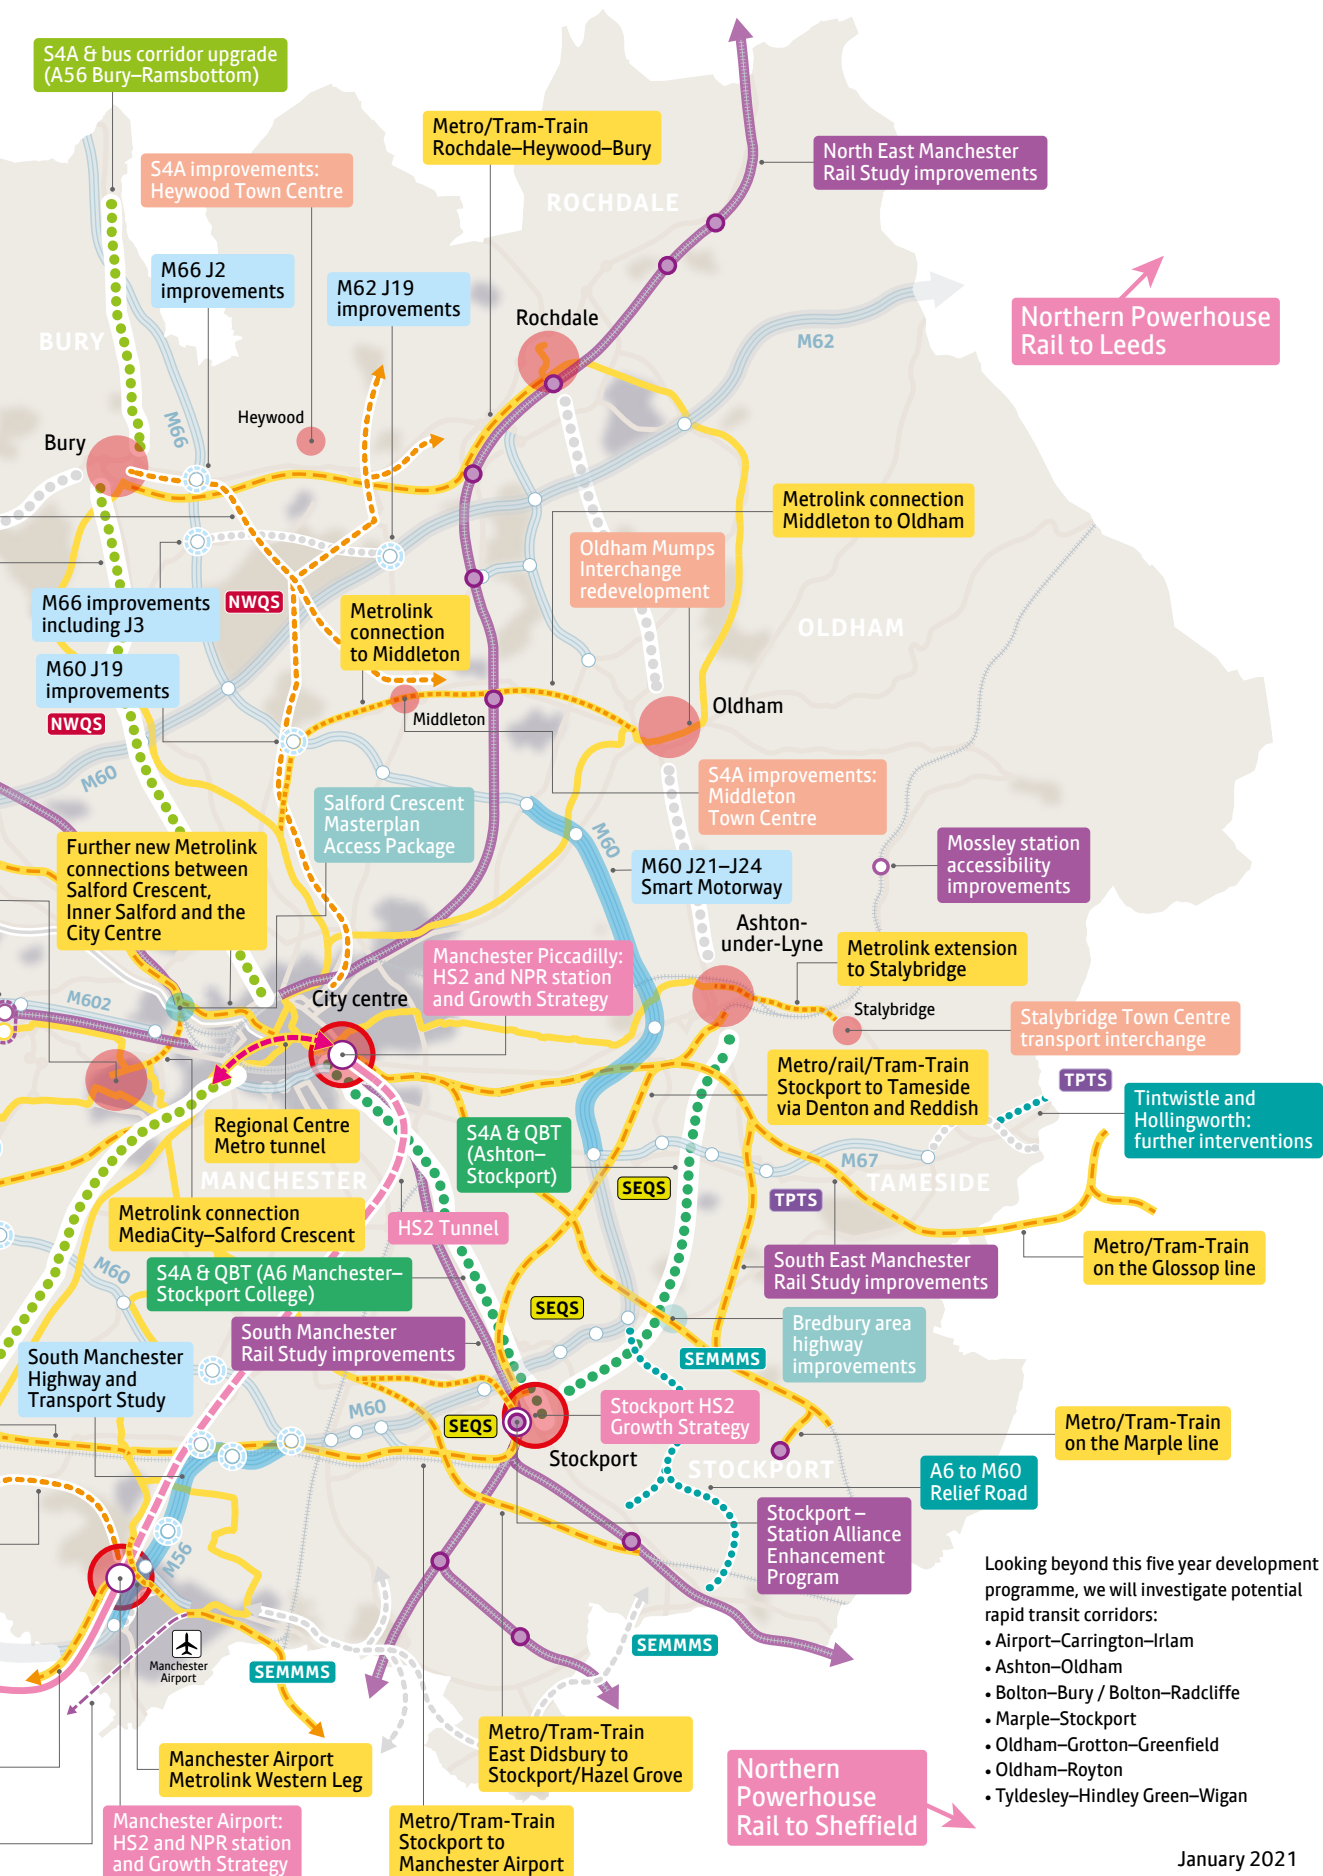 S4A & bus corridor upgrade
(A56 Bury–Ramsbottom)
Metro/Tram-Train
Rochdale–Heywood–Bury
North East Manchester
Rail Study improvements
S4A improvements:
Heywood Town Centre
ROCHDALE
M66 J2
improvements
M62 J19
improvements
Northern Powerhouse
Rail to Leeds
Rochdale
M62
BURY
M66
Heywood
Bury
Metrolink connection
Middleton to Oldham
Oldham Mumps
Interchange
redevelopment
M66 improvements
including J3
NWQS
Metrolink
connection
to Middleton
OLDHAM
M60 J19
improvements
NWQS
Middleton
Oldham
M60
S4A improvements:
Middleton
Town Centre
Salford Crescent
Masterplan
Access Package
M60
Further new Metrolink
connections between
Salford Crescent,
Inner Salford and the
City Centre
M60 J21–J24
Smart Motorway
Mossley station
accessibility
improvements
Ashton-
under-Lyne
Metrolink extension
to Stalybridge
Manchester Piccadilly:
HS2 and NPR station
and Growth Strategy
M602
City centre
Stalybridge
Stalybridge Town Centre
transport interchange
Metro/rail/Tram-Train
Stockport to Tameside
via Denton and Reddish
TPTS
Tintwistle and
Hollingworth:
further interventions
Regional Centre
Metro tunnel
S4A & QBT
(Ashton–
Stockport)
M67
MANCHESTER
SEQS
TPTS
TAMESIDE
Metrolink connection
MediaCity–Salford Crescent
HS2 Tunnel
Metro/Tram-Train
on the Glossop line
M60
S4A & QBT (A6 Manchester–
Stockport College)
South East Manchester
Rail Study improvements
SEQS
South Manchester
Rail Study improvements
Bredbury area
highway
improvements
SEMMMS
South Manchester
Highway and
Transport Study
M60
SEQS
Stockport HS2
Growth Strategy
Metro/Tram-Train
on the Marple line
Stockport
STOCKPORT
A6 to M60
Relief Road
Stockport –
Station Alliance
Enhancement
Program
M56
Looking beyond this five year development
programme, we will investigate potential
rapid transit corridors:
• Airport–Carrington–Irlam
• Ashton–Oldham
• Bolton–Bury / Bolton–Radcliffe
• Marple–Stockport
• Oldham–Grotton–Greenfield
• Oldham–Royton
• Tyldesley–Hindley Green–Wigan
SEMMMS
Manchester
Airport
SEMMMS
Metro/Tram-Train
East Didsbury to
Stockport/Hazel Grove
Manchester Airport
Metrolink Western Leg
Northern
Powerhouse
Rail to Sheffield
Manchester Airport:
HS2 and NPR station
and Growth Strategy
Metro/Tram-Train
Stockport to
Manchester Airport
January 2021